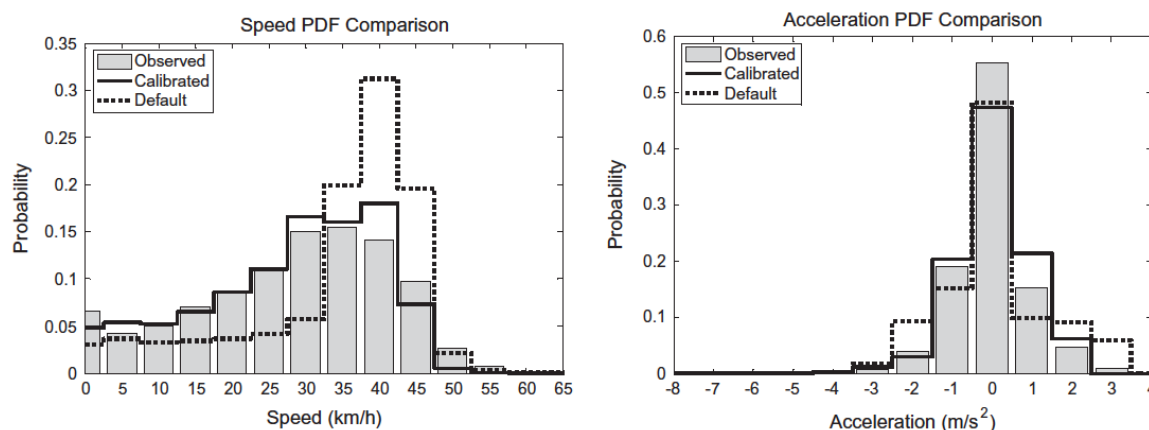 Speed PDF Comparison
0.35
0.3
0.25
0.2
0.15
0.1
0.05
0
Probability
Observed
Calibrated
Default
0 5 10 15 20 25 30 35 40 45 50 55 60 65
Speed (km/h)
Acceleration PDF Comparison
0.6
0.5
0.4
0.3
0.2
0.1
0
Probability
Observed
Calibrated
Default
-8 -7 -6 -5 -4 -3 -2 -1 0 1 2 3 4
Acceleration (m/s²)